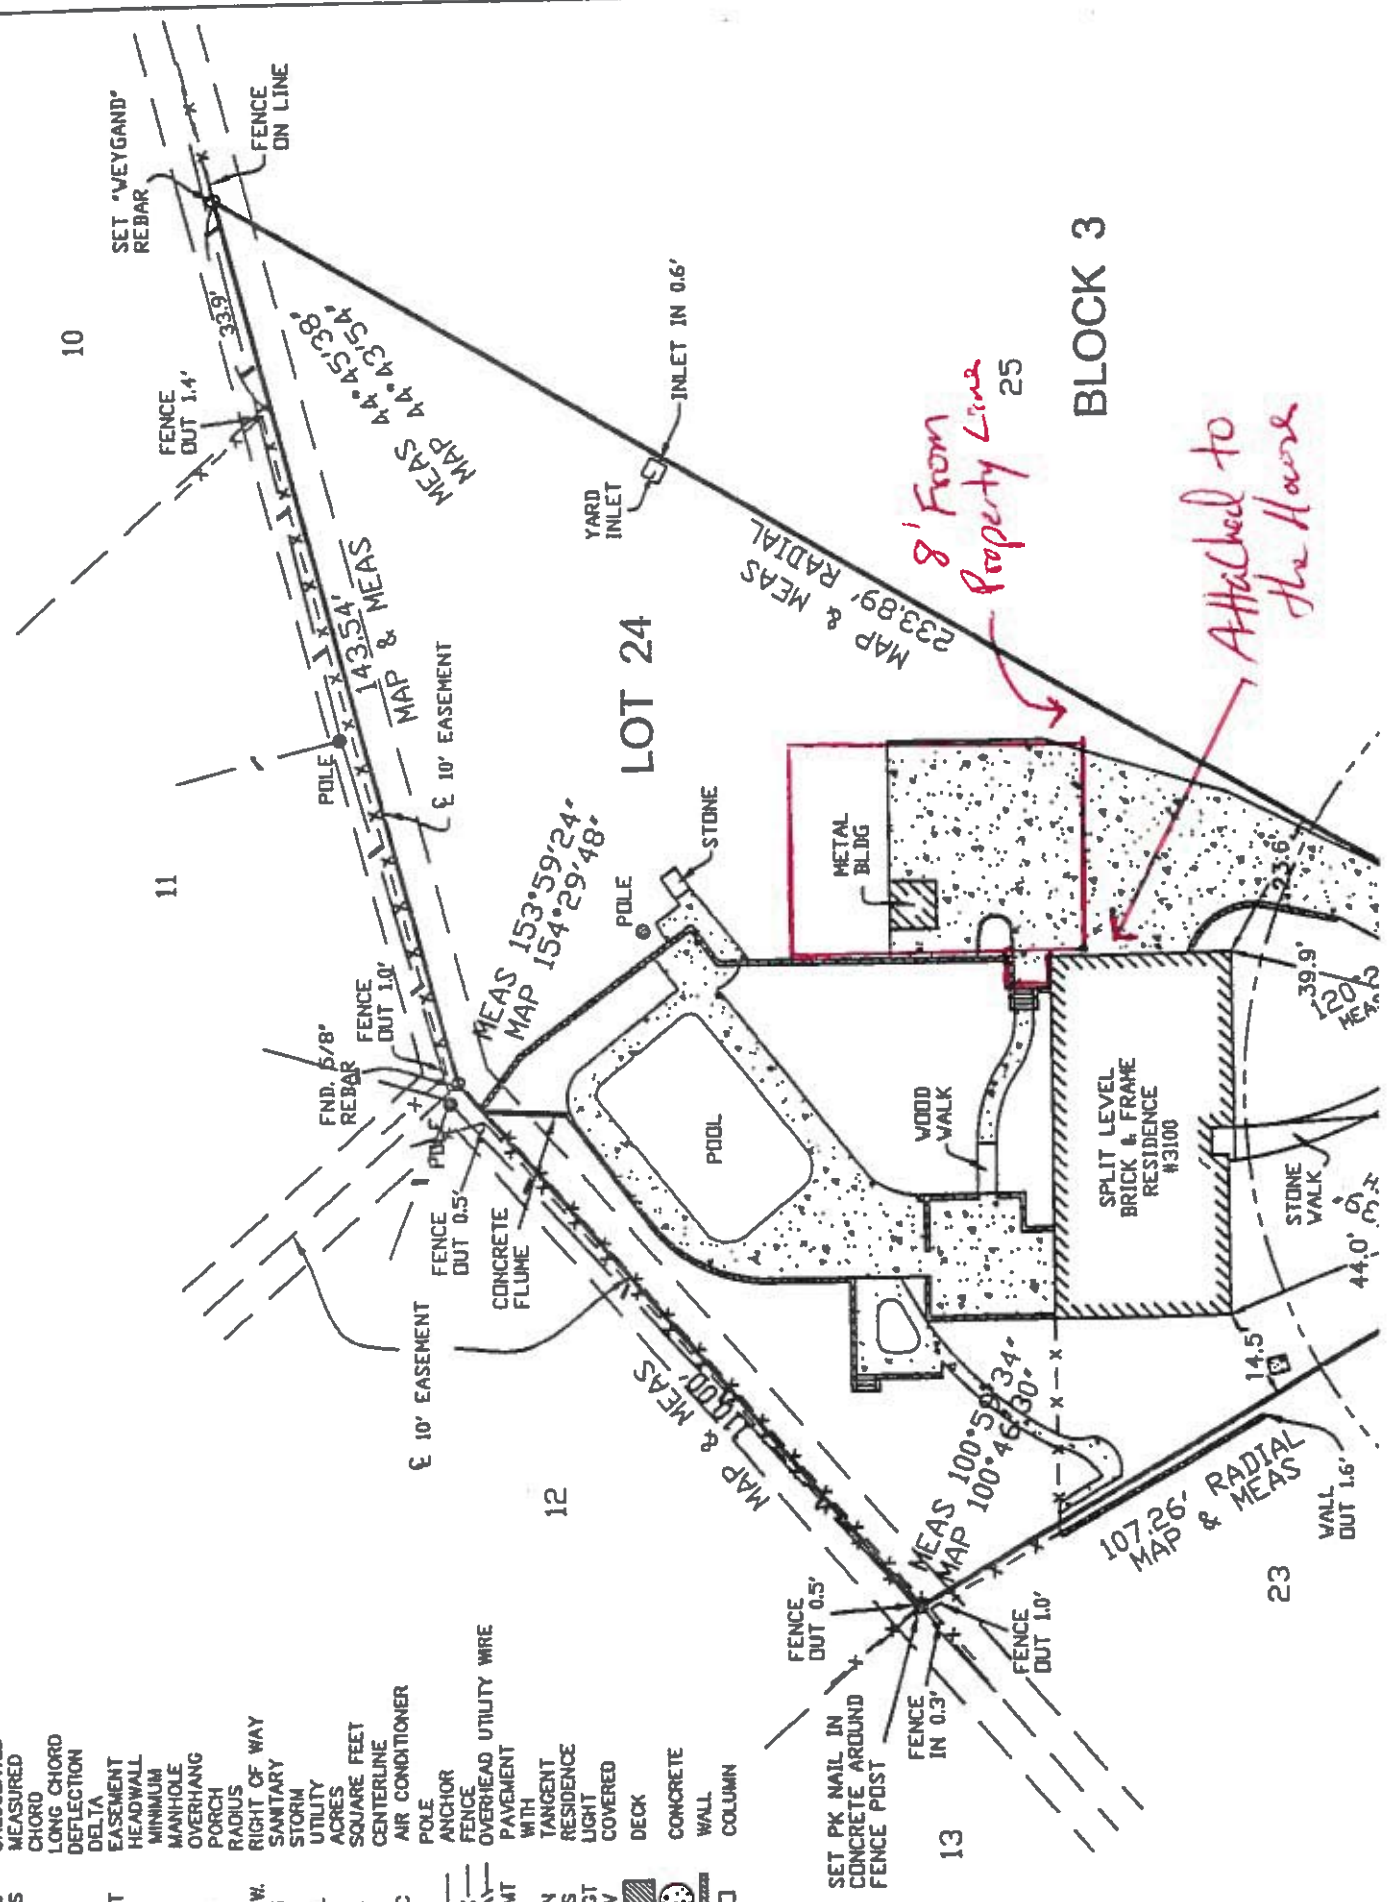 10
SET "WEYGAND"
REBAR
FENCE
ON LINE
33.9'
FENCE
OUT 1.4'
MEAS 44°45'38"
MAP 44°43'54"
143.54'
MAP & MEAS
11
POLE
₤ 10' EASEMENT
YARD
INLET
INLET IN 0.6'
MAP & MEAS
233.89' RADIAL
25
BLOCK 3
8' From
Property Line
Attached to
the House
LOT 24
MEAS 153°59'24"
MAP 154°29'48"
POLE
STONE
METAL
BLDG
FND. 5/8"
REBAR
FENCE
OUT 1.0'
POLE
FENCE
OUT 0.5'
CONCRETE
FLUME
₤ 10' EASEMENT
12
POOL
WOOD
WALK
SPLIT LEVEL
BRICK & FRAME
RESIDENCE
#3100
STONE
WALK
23.6'
39.9'
120°
MEAS
44.0'
14.5'
MAP & MEAS
MEAS 100°59'34"
MAP 100°46'30"
107.26' RADIAL
MAP & MEAS
WALL
OUT 1.6'
23
FENCE
OUT 0.5'
FENCE
OUT 1.0'
FENCE
IN 0.3'
SET PK NAIL IN
CONCRETE AROUND
FENCE POST
13
MEASURED
CHORD
LONG CHORD
DEFLECTION
DELTA
EASEMENT
HEADWALL
MINIMUM
MANHOLE
OVERHANG
PORCH
RADIUS
RIGHT OF WAY
SANITARY
STORM
UTILITY
ACRES
SQUARE FEET
CENTERLINE
AIR CONDITIONER
POLE
ANCHOR
FENCE
OVERHEAD UTILITY WIRE
PAVEMENT
WITH
TANGENT
RESIDENCE
LIGHT
COVERED
DECK
CONCRETE
WALL
COLUMN